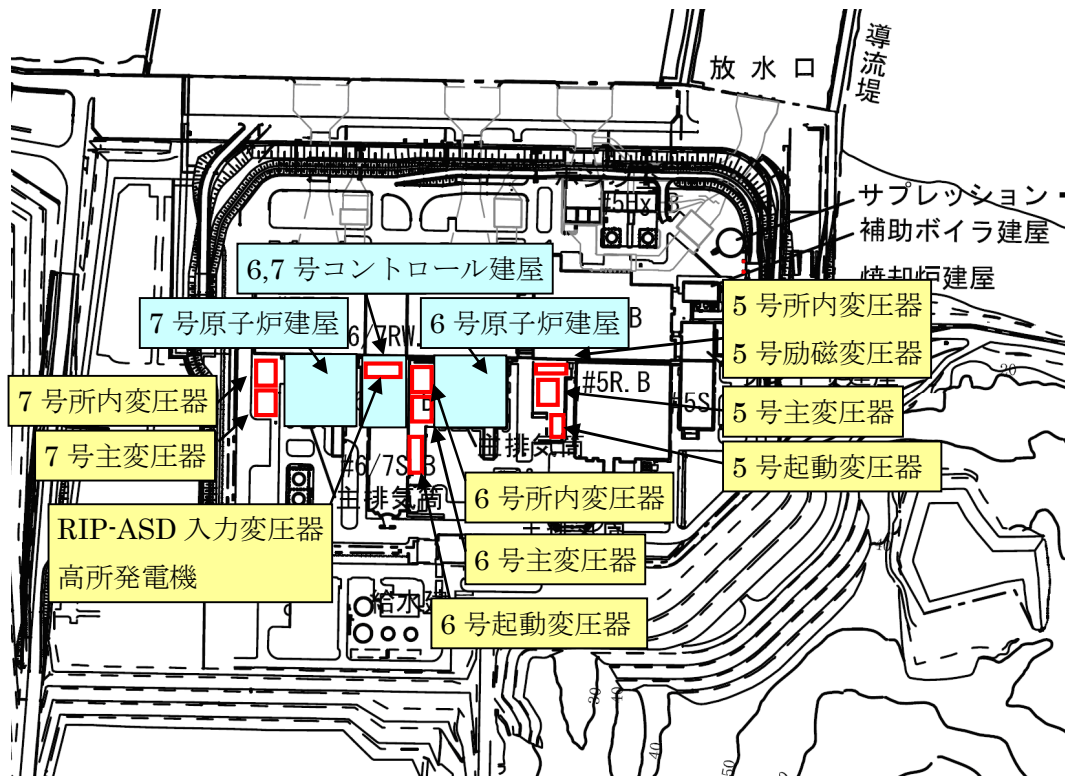 導流堤
放水口
#5Hx.B
サプレッション・
補助ボイラ建屋
焼却炉建屋
6,7 号コントロール建屋
7 号原子炉建屋
6/7RW.
6 号原子炉建屋
B
5 号所内変圧器
5 号励磁変圧器
#5R.B
#5S
7 号所内変圧器
5 号主変圧器
7 号主変圧器
主排気筒
5 号起動変圧器
#6/7S.B
主排気筒
6 号所内変圧器
RIP-ASD 入力変圧器
高所発電機
6 号主変圧器
給水建
6 号起動変圧器
20
30
40
40
50